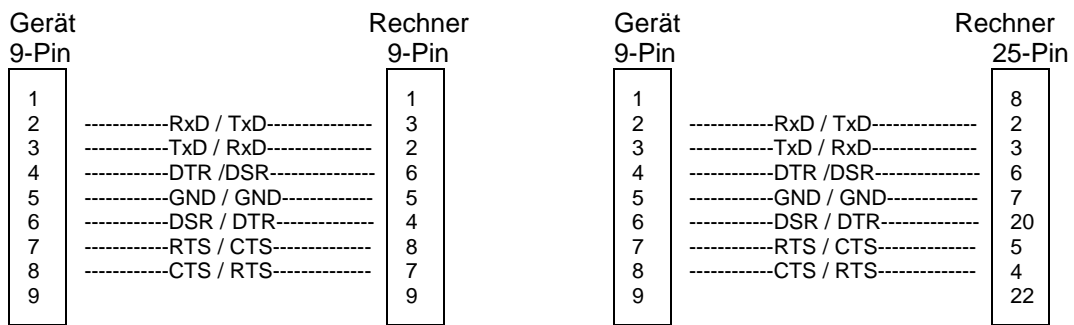 Gerät Rechner
9-Pin 9-Pin
1 1
2 ------------RxD / TxD--------------- 3
3 ------------TxD / RxD--------------- 2
4 ------------DTR /DSR--------------- 6
5 ------------GND / GND------------- 5
6 ------------DSR / DTR-------------- 4
7 ------------RTS / CTS-------------- 8
8 ------------CTS / RTS-------------- 7
9 9
Gerät Rechner
9-Pin 25-Pin
1 8
2 ------------RxD / TxD--------------- 2
3 ------------TxD / RxD--------------- 3
4 ------------DTR /DSR--------------- 6
5 ------------GND / GND------------- 7
6 ------------DSR / DTR-------------- 20
7 ------------RTS / CTS-------------- 5
8 ------------CTS / RTS-------------- 4
9 22